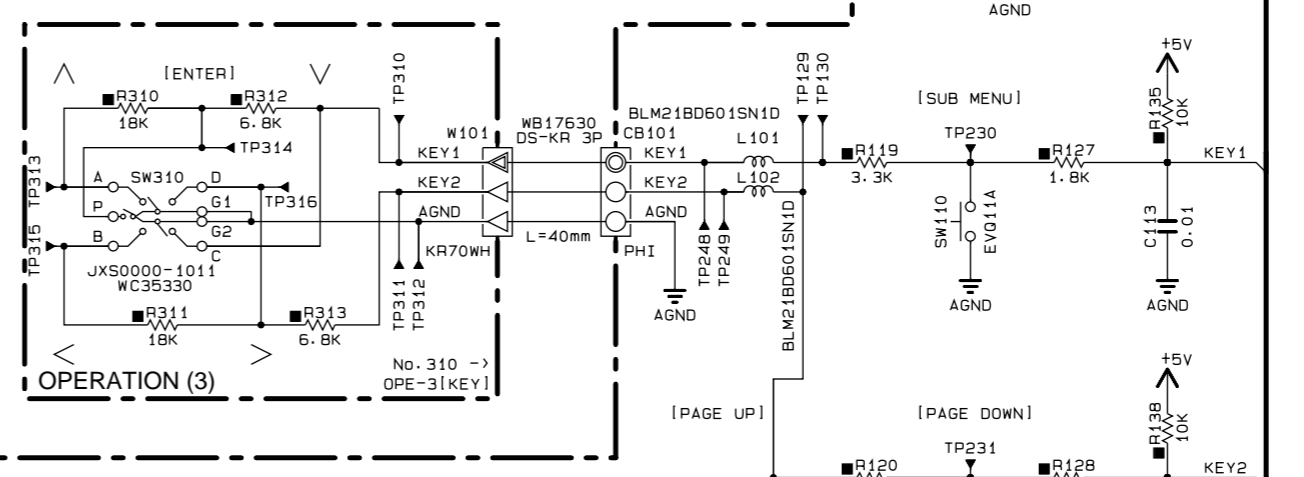 AGND
+5V
[ENTER]
R310
18K
R312
6.8K
TP310
TP129
TP130
[SUB MENU]
R135
10K
W101
WB17630
DS-KR 3P
BLM21BD601SN1D
CB101
L101
TP230
TP313
TP314
KEY1
KEY1
R119
3.3K
R127
1.8K
KEY1
A
SW310
D
TP316
KEY2
KEY2
L102
P
G1
G2
AGND
AGND
TP315
B
C
KR70WH
L=40mm
PHI
TP248
TP249
BLM21BD601SN1D
SW110
EVQ11A
C113
0.01
JXS0000-1011
WC35330
TP311
TP312
R311
18K
R313
6.8K
AGND
AGND
AGND
No.310 ->
OPE-3[KEY]
OPERATION (3)
+5V
[PAGE UP]
[PAGE DOWN]
R138
10K
TP231
R120
R128
KEY2